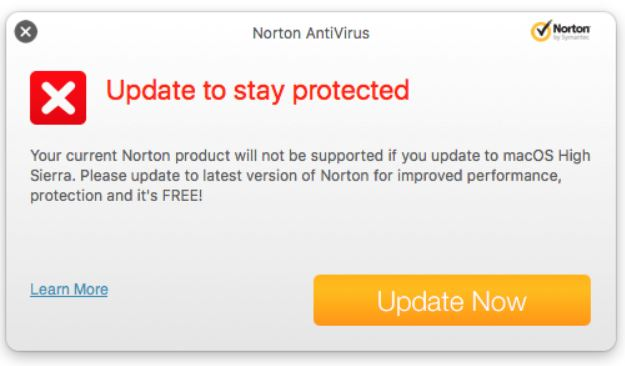 Norton AntiVirus
Norton
by Symantec
Update to stay protected
Your current Norton product will not be supported if you update to macOS High
Sierra. Please update to latest version of Norton for improved performance,
protection and it's FREE!
Learn More
Update Now